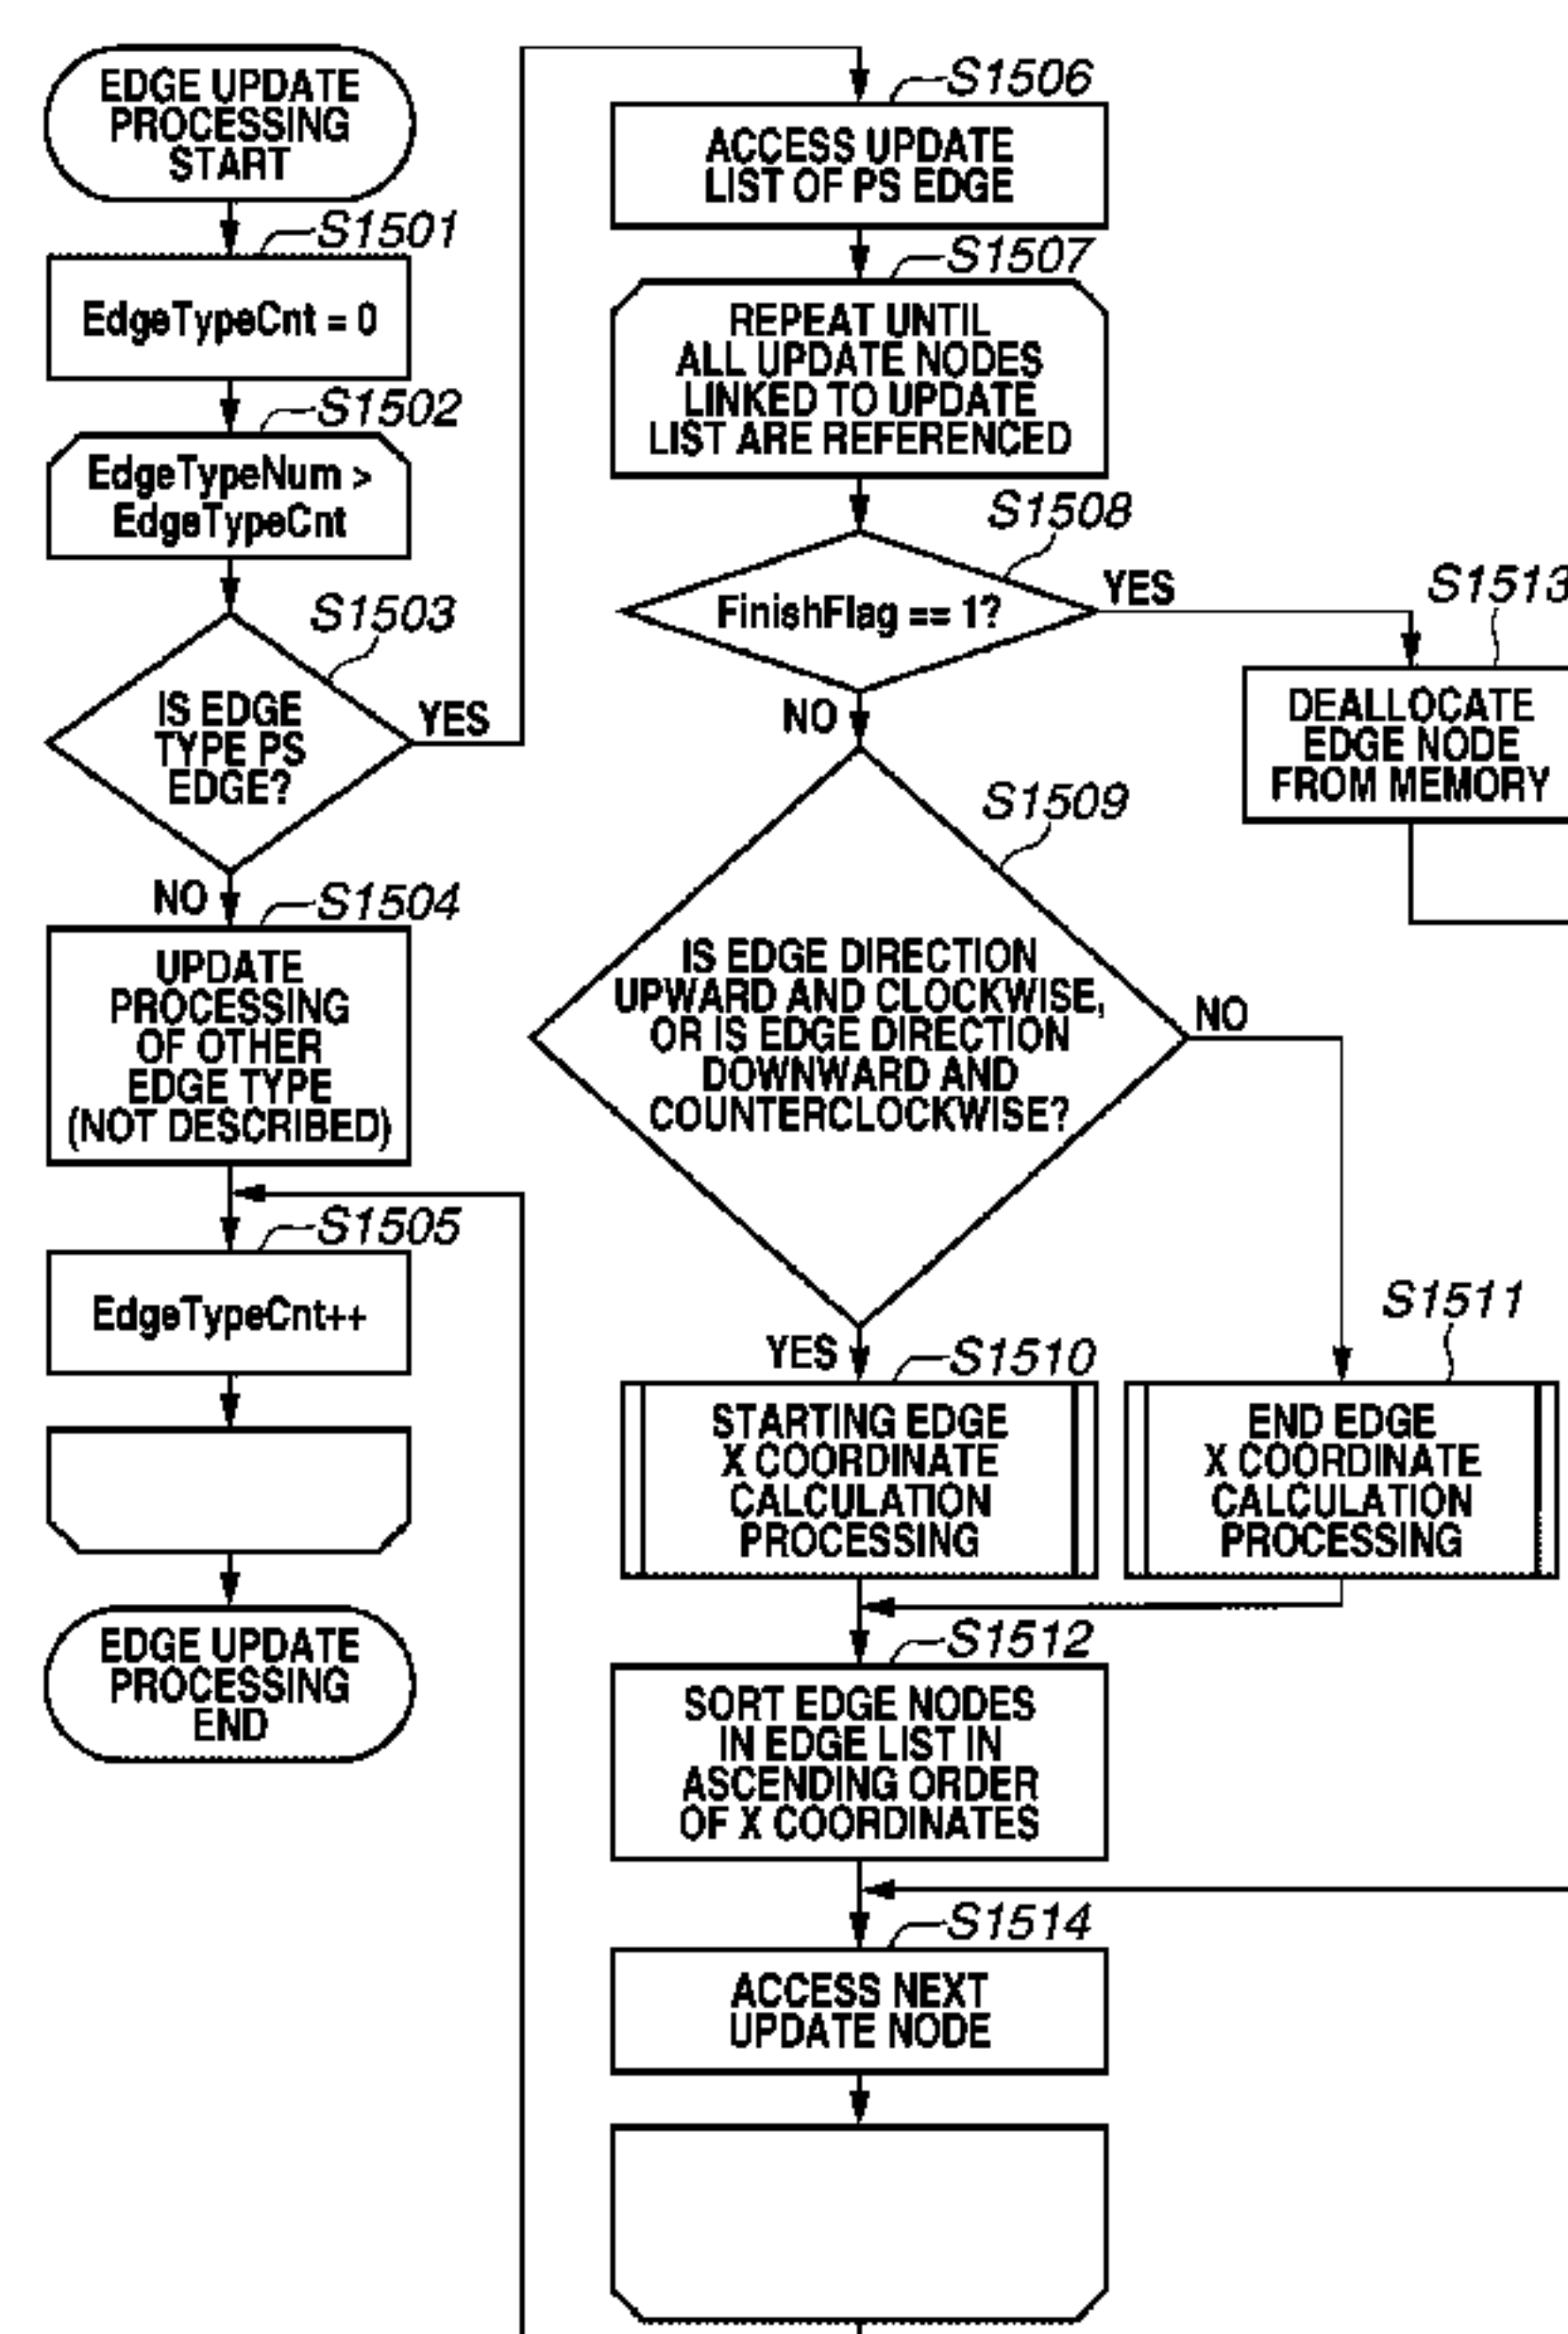 EDGE UPDATE
PROCESSING
START
S1501
EdgeTypeCnt = 0
S1502
EdgeTypeNum >
EdgeTypeCnt
S1503
IS EDGE
TYPE PS
EDGE?
YES
NO
S1504
UPDATE
PROCESSING
OF OTHER
EDGE TYPE
(NOT DESCRIBED)
S1505
EdgeTypeCnt++
EDGE UPDATE
PROCESSING
END
S1506
ACCESS UPDATE
LIST OF PS EDGE
S1507
REPEAT UNTIL
ALL UPDATE NODES
LINKED TO UPDATE
LIST ARE REFERENCED
S1508
FinishFlag == 1?
YES
NO
S1513
DEALLOCATE
EDGE NODE
FROM MEMORY
S1509
IS EDGE DIRECTION
UPWARD AND CLOCKWISE,
OR IS EDGE DIRECTION
DOWNWARD AND
COUNTERCLOCKWISE?
NO
YES
S1510
STARTING EDGE
X COORDINATE
CALCULATION
PROCESSING
S1511
END EDGE
X COORDINATE
CALCULATION
PROCESSING
S1512
SORT EDGE NODES
IN EDGE LIST IN
ASCENDING ORDER
OF X COORDINATES
S1514
ACCESS NEXT
UPDATE NODE